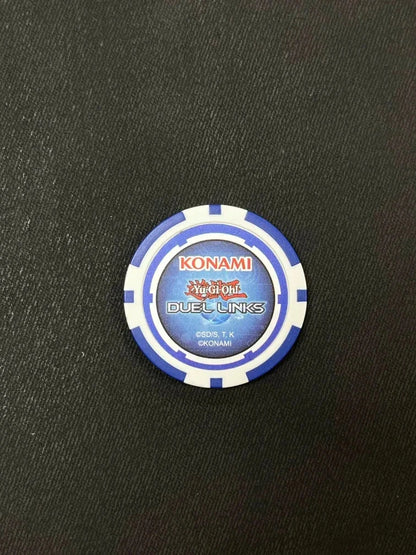 KONAMI
Yu-Gi-Oh!
DUEL LINKS
©SD/S, T, K
©KONAMI